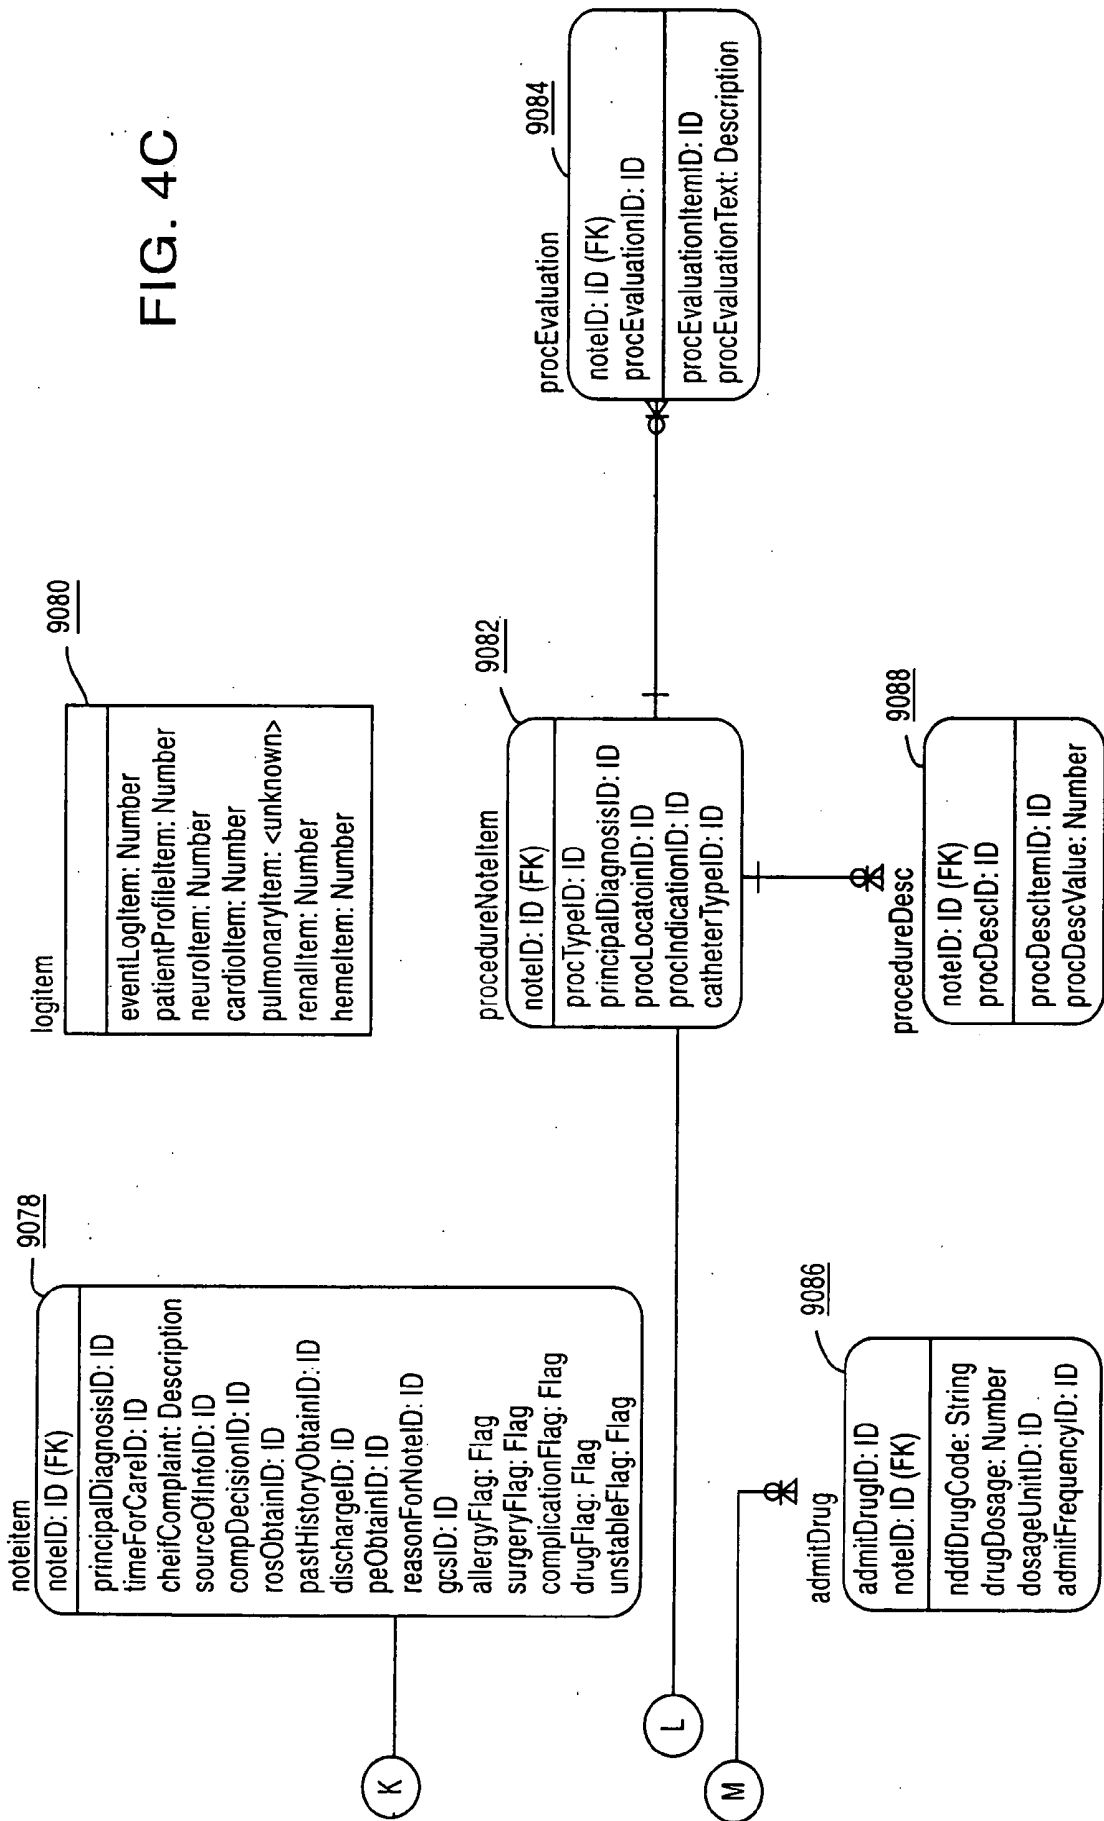 FIG. 4C
noteitem
9078
noteID: ID (FK)
principalDiagnosisID: ID
timeForCareID: ID
cheifComplaint: Description
sourceOfInfoID: ID
compDecisionID: ID
rosObtainID: ID
pastHistoryObtainID: ID
dischargeID: ID
peObtainID: ID
reasonForNoteID: ID
gcsID: ID
allergyFlag: Flag
surgeryFlag: Flag
complicationFlag: Flag
drugFlag: Flag
unstableFlag: Flag
K
logitem
9080
eventLogItem: Number
patientProfileItem: Number
neuroItem: Number
cardioItem: Number
pulmonaryItem: <unknown>
renalItem: Number
hemeItem: Number
procedureNoteItem
9082
noteID: ID (FK)
procTypeID: ID
principalDiagnosisID: ID
procLocatoinID: ID
procIndicationID: ID
catheterTypeID: ID
L
procEvaluation
9084
noteID: ID (FK)
procEvaluationID: ID
procEvaluationItemID: ID
procEvaluationText: Description
M
admitDrug
9086
admitDrugID: ID
noteID: ID (FK)
nddfDrugCode: String
drugDosage: Number
dosageUnitID: ID
admitFrequencyID: ID
procedureDesc
9088
noteID: ID (FK)
procDescID: ID
procDescItemID: ID
procDescValue: Number